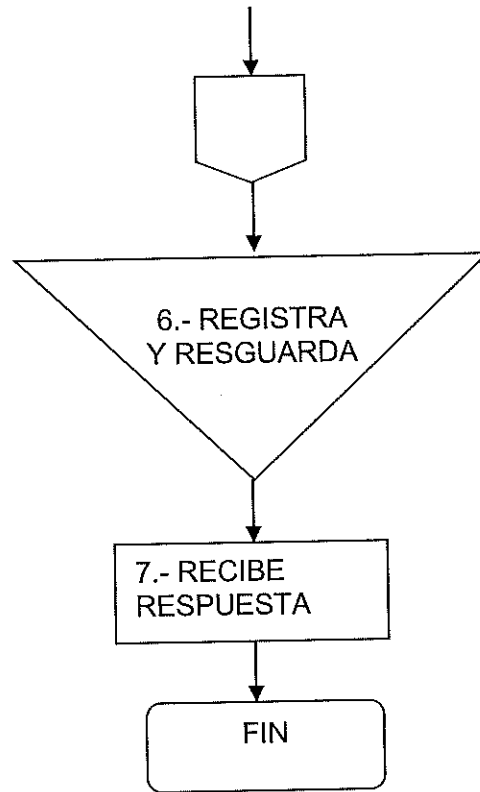 6.- REGISTRA
Y RESGUARDA
7.- RECIBE
RESPUESTA
FIN